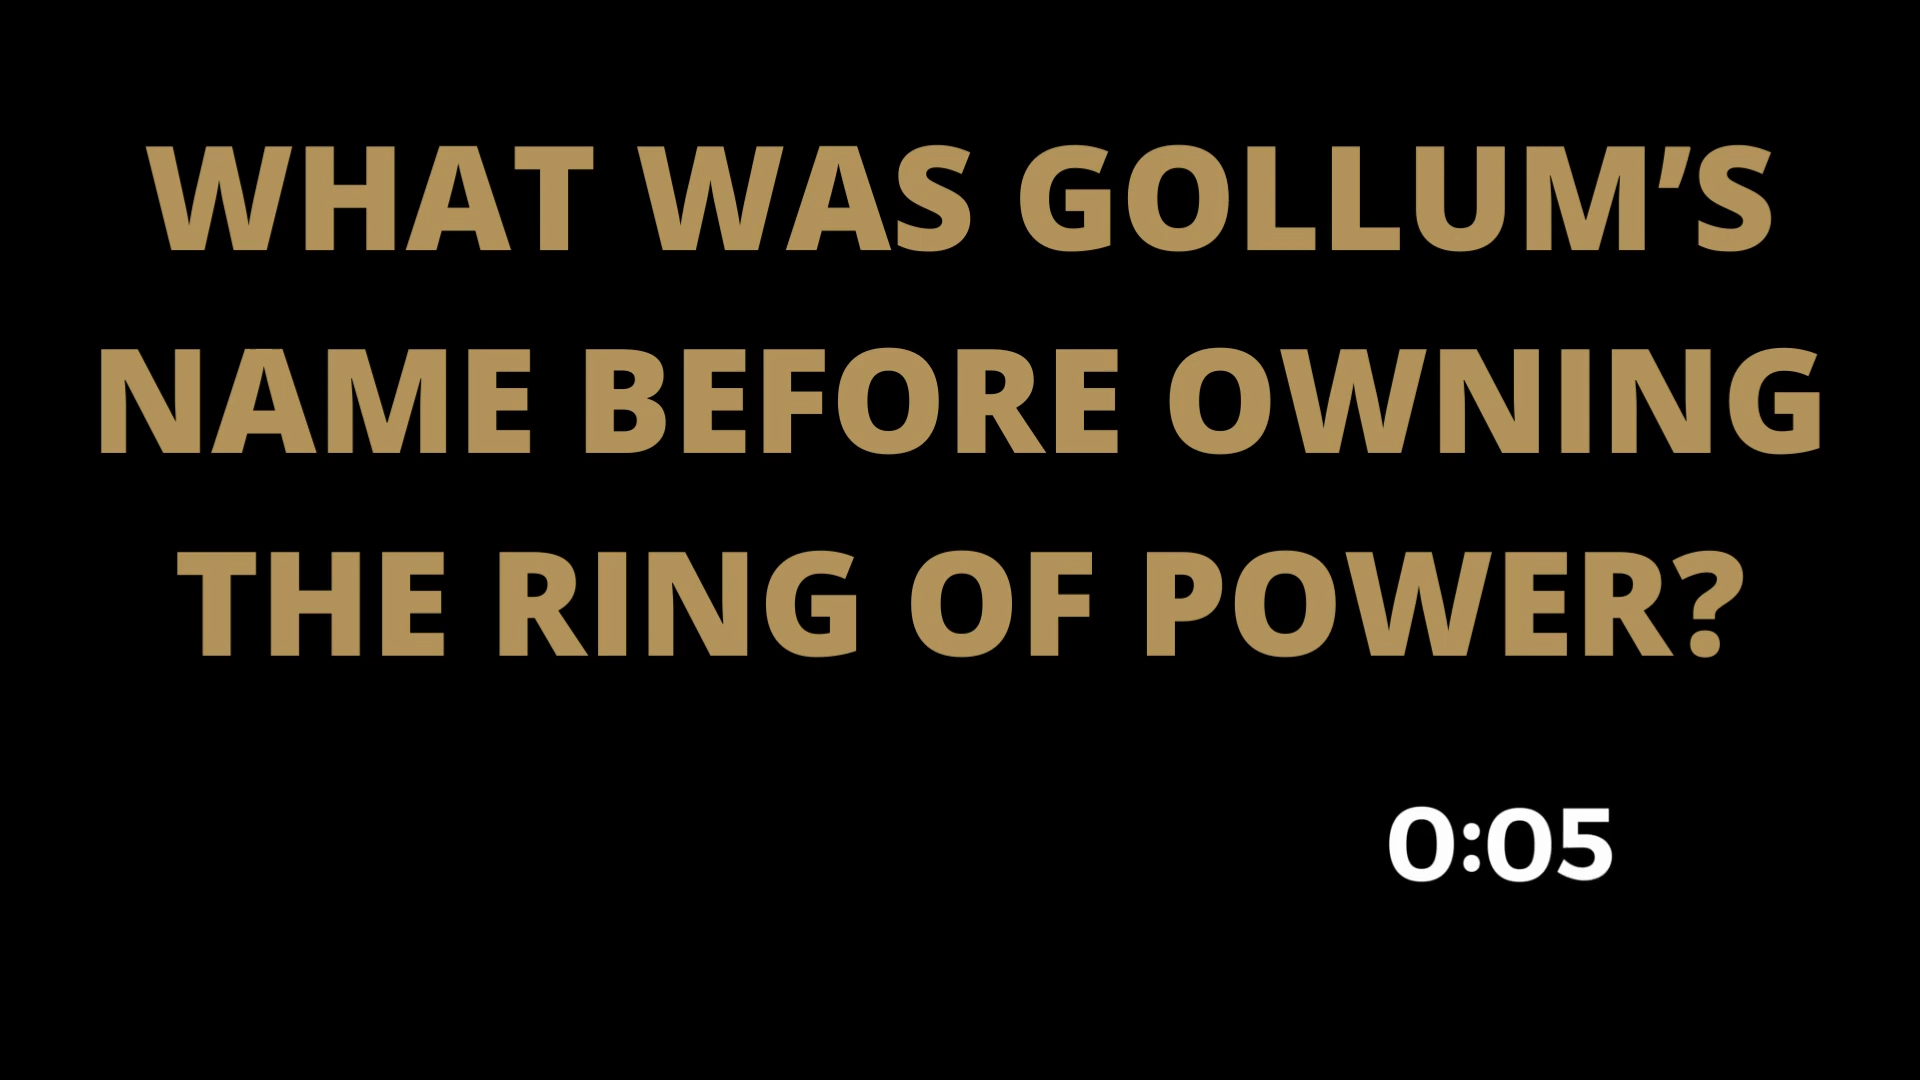 WHAT WAS GOLLUM’S
NAME BEFORE OWNING
THE RING OF POWER?
0:05